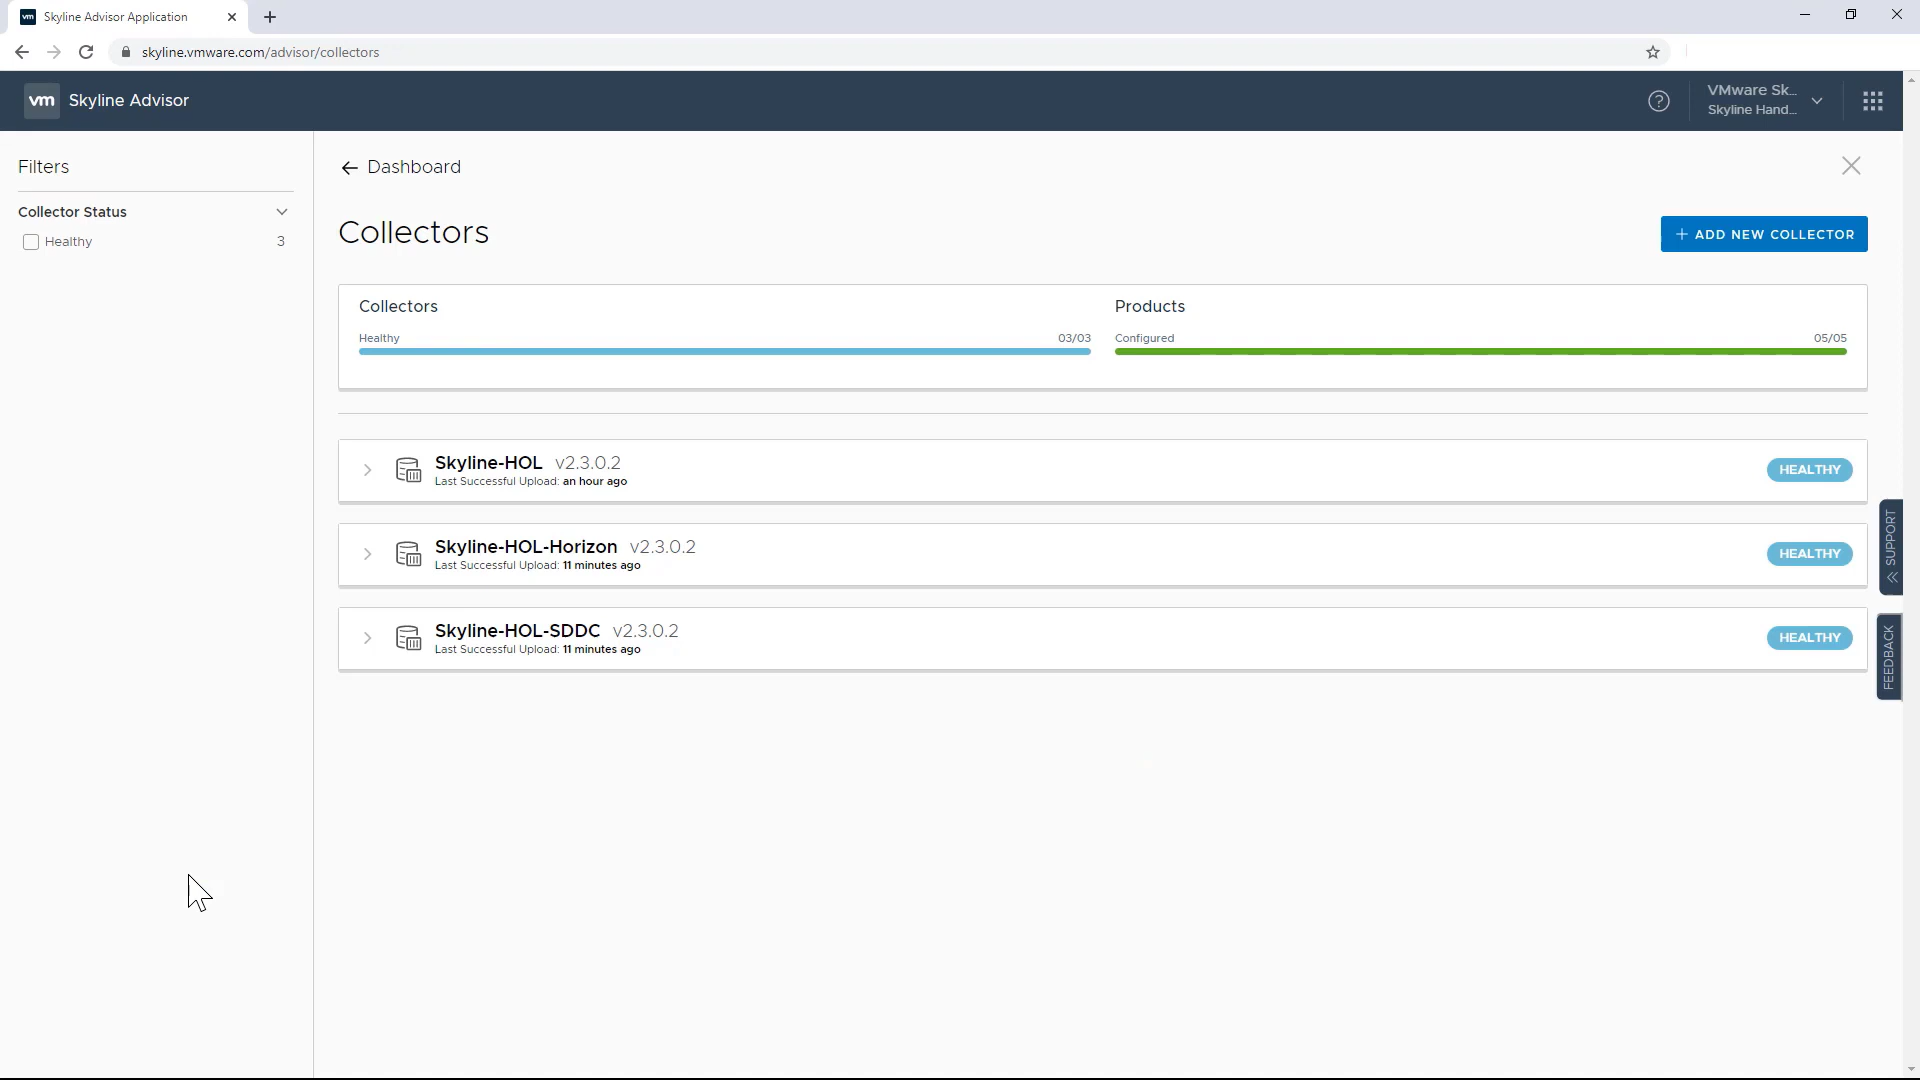 vm Skyline Advisor Application
skyline.vmware.com/advisor/collectors
vm Skyline Advisor
? VMware Sk...
Skyline Hand...
Filters
Collector Status
Healthy 3
Dashboard
Collectors
+ ADD NEW COLLECTOR
Collectors
Healthy 03/03
Products
Configured 05/05
Skyline-HOL v2.3.0.2
Last Successful Upload: an hour ago
HEALTHY
Skyline-HOL-Horizon v2.3.0.2
Last Successful Upload: 11 minutes ago
HEALTHY
Skyline-HOL-SDDC v2.3.0.2
Last Successful Upload: 11 minutes ago
HEALTHY
SUPPORT
FEEDBACK